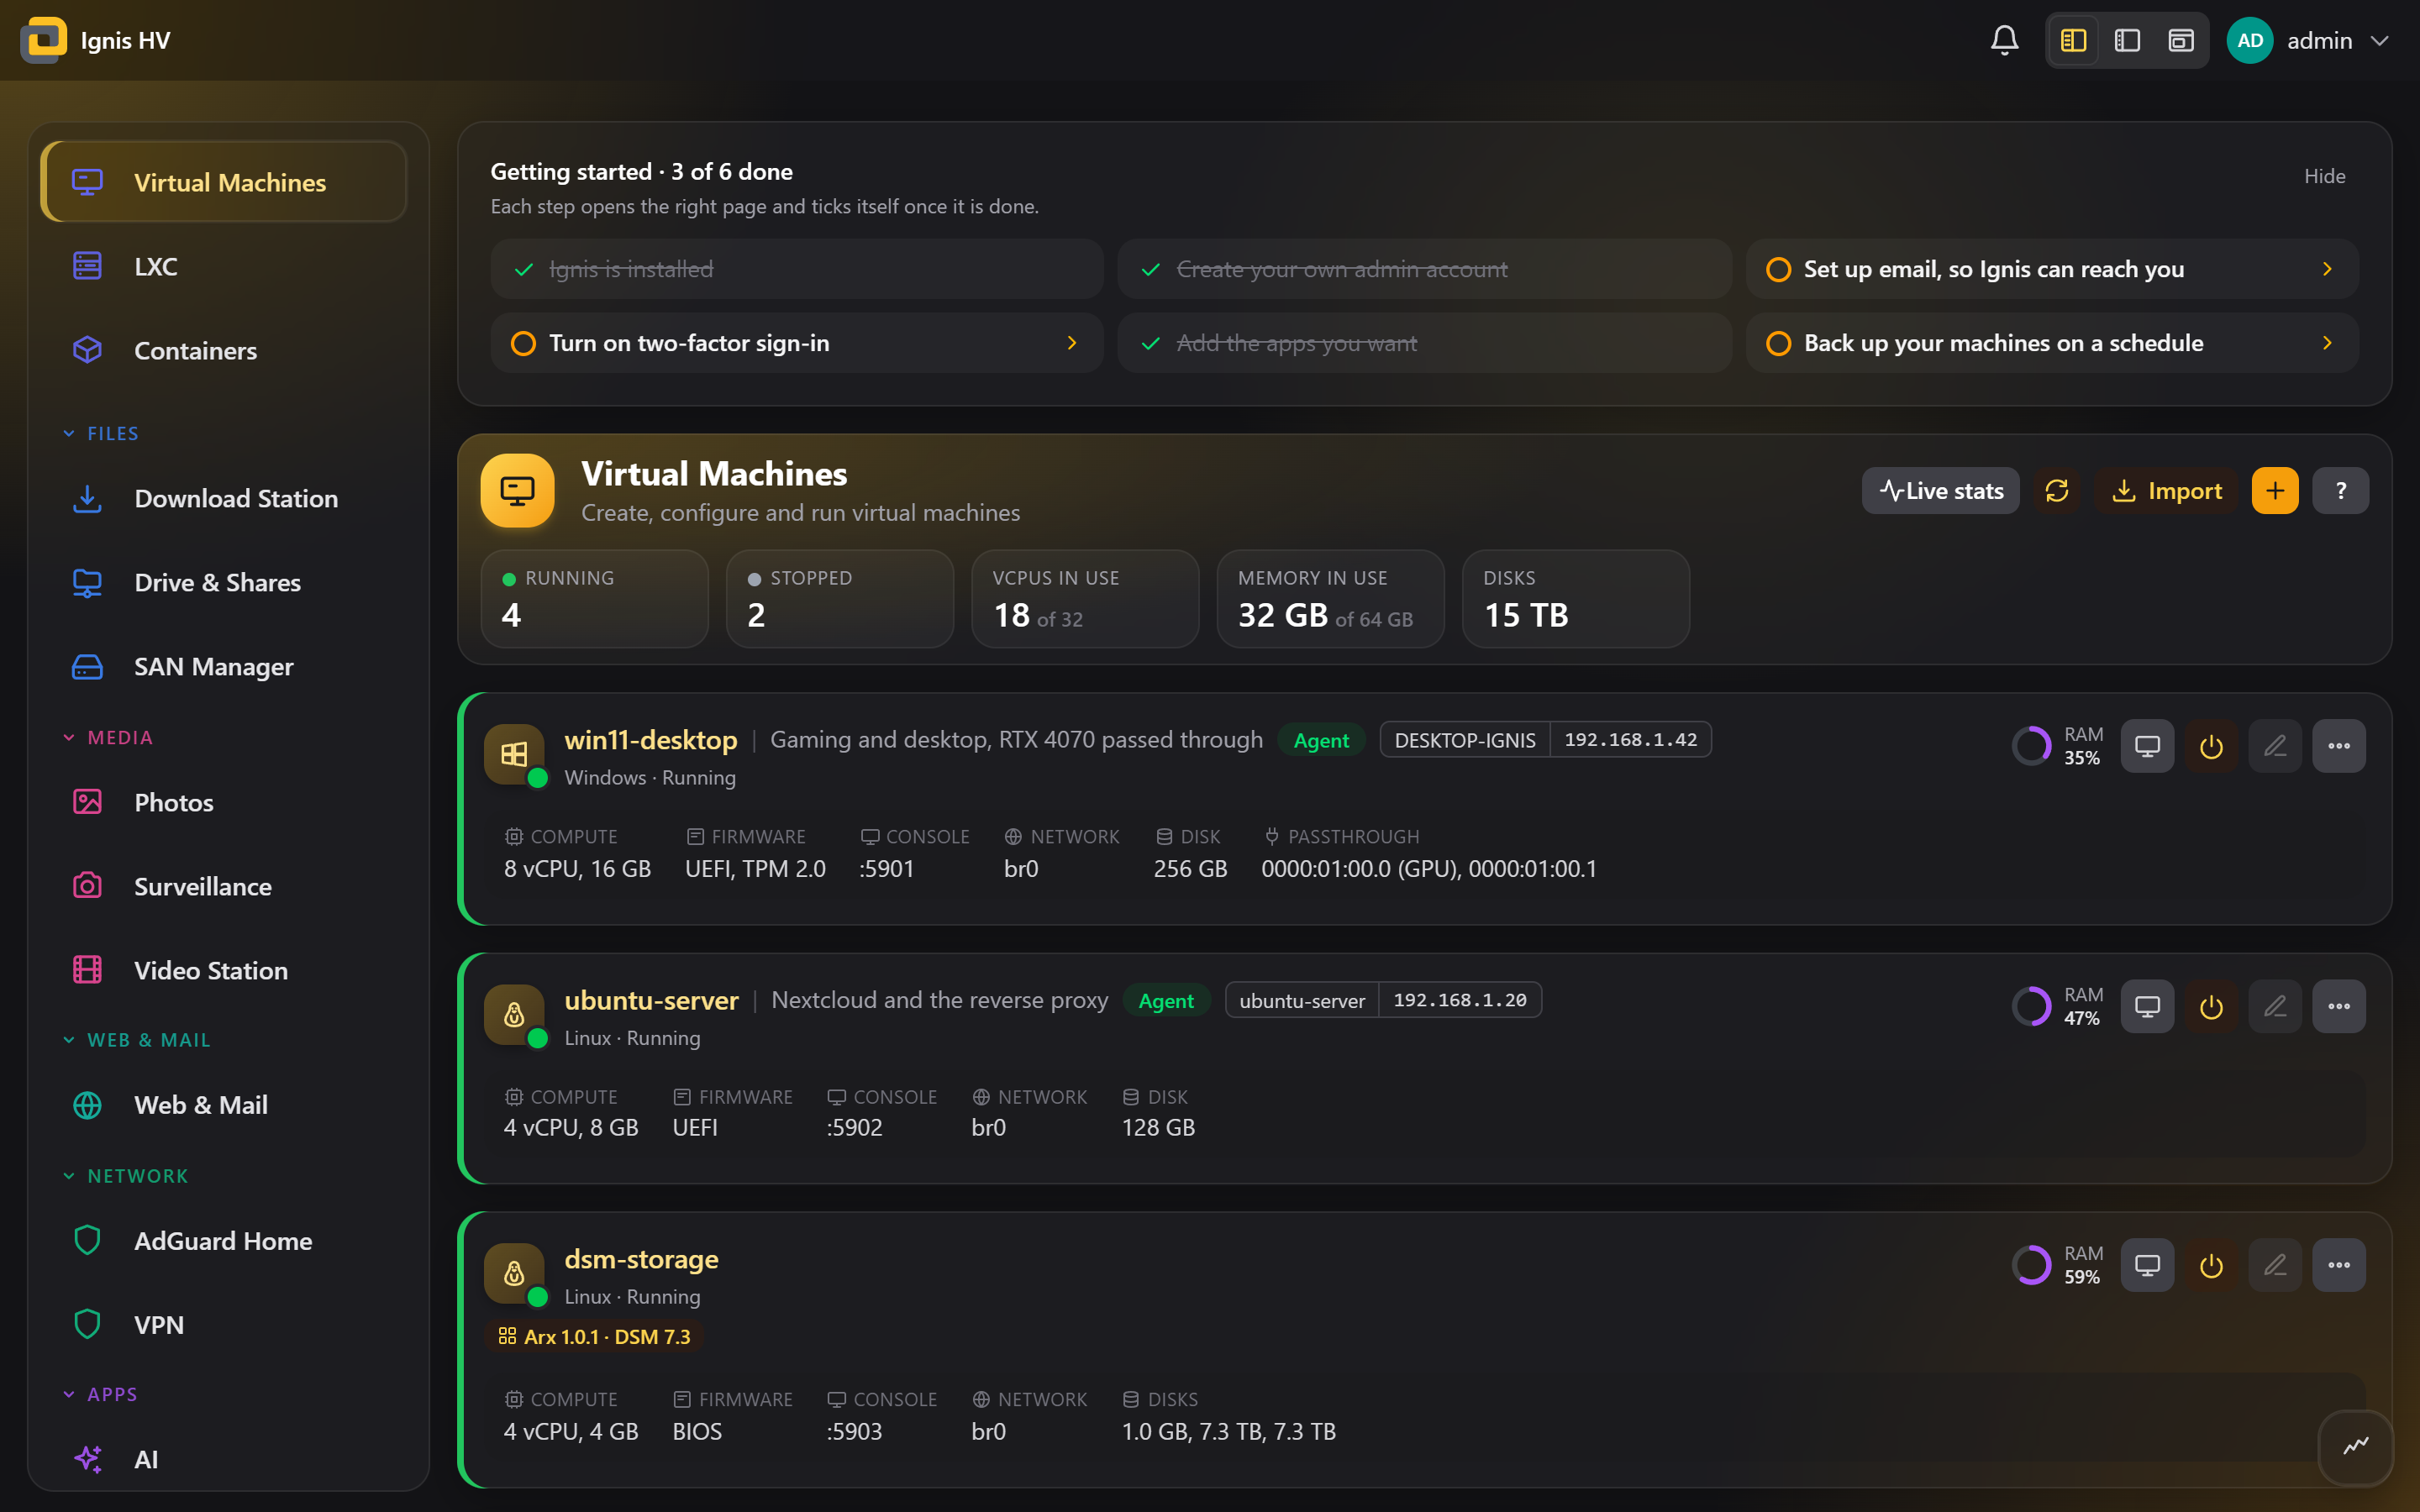 Ignis HV
AD admin
Virtual Machines
LXC
Containers
FILES
Download Station
Drive & Shares
SAN Manager
MEDIA
Photos
Surveillance
Video Station
WEB & MAIL
Web & Mail
NETWORK
AdGuard Home
VPN
APPS
AI
Getting started · 3 of 6 done
Hide
Each step opens the right page and ticks itself once it is done.
Ignis is installed
Create your own admin account
Set up email, so Ignis can reach you
Turn on two-factor sign-in
Add the apps you want
Back up your machines on a schedule
Virtual Machines
Create, configure and run virtual machines
Live stats
Import
+
?
RUNNING
4
STOPPED
2
VCPUS IN USE
18 of 32
MEMORY IN USE
32 GB of 64 GB
DISKS
15 TB
win11-desktop | Gaming and desktop, RTX 4070 passed through Agent DESKTOP-IGNIS 192.168.1.42
Windows · Running
RAM
35%
COMPUTE FIRMWARE CONSOLE NETWORK DISK PASSTHROUGH
8 vCPU, 16 GB UEFI, TPM 2.0 :5901 br0 256 GB 0000:01:00.0 (GPU), 0000:01:00.1
ubuntu-server | Nextcloud and the reverse proxy Agent ubuntu-server 192.168.1.20
Linux · Running
RAM
47%
COMPUTE FIRMWARE CONSOLE NETWORK DISK
4 vCPU, 8 GB UEFI :5902 br0 128 GB
dsm-storage
Linux · Running
RAM
59%
Arx 1.0.1 · DSM 7.3
COMPUTE FIRMWARE CONSOLE NETWORK DISKS
4 vCPU, 4 GB BIOS :5903 br0 1.0 GB, 7.3 TB, 7.3 TB